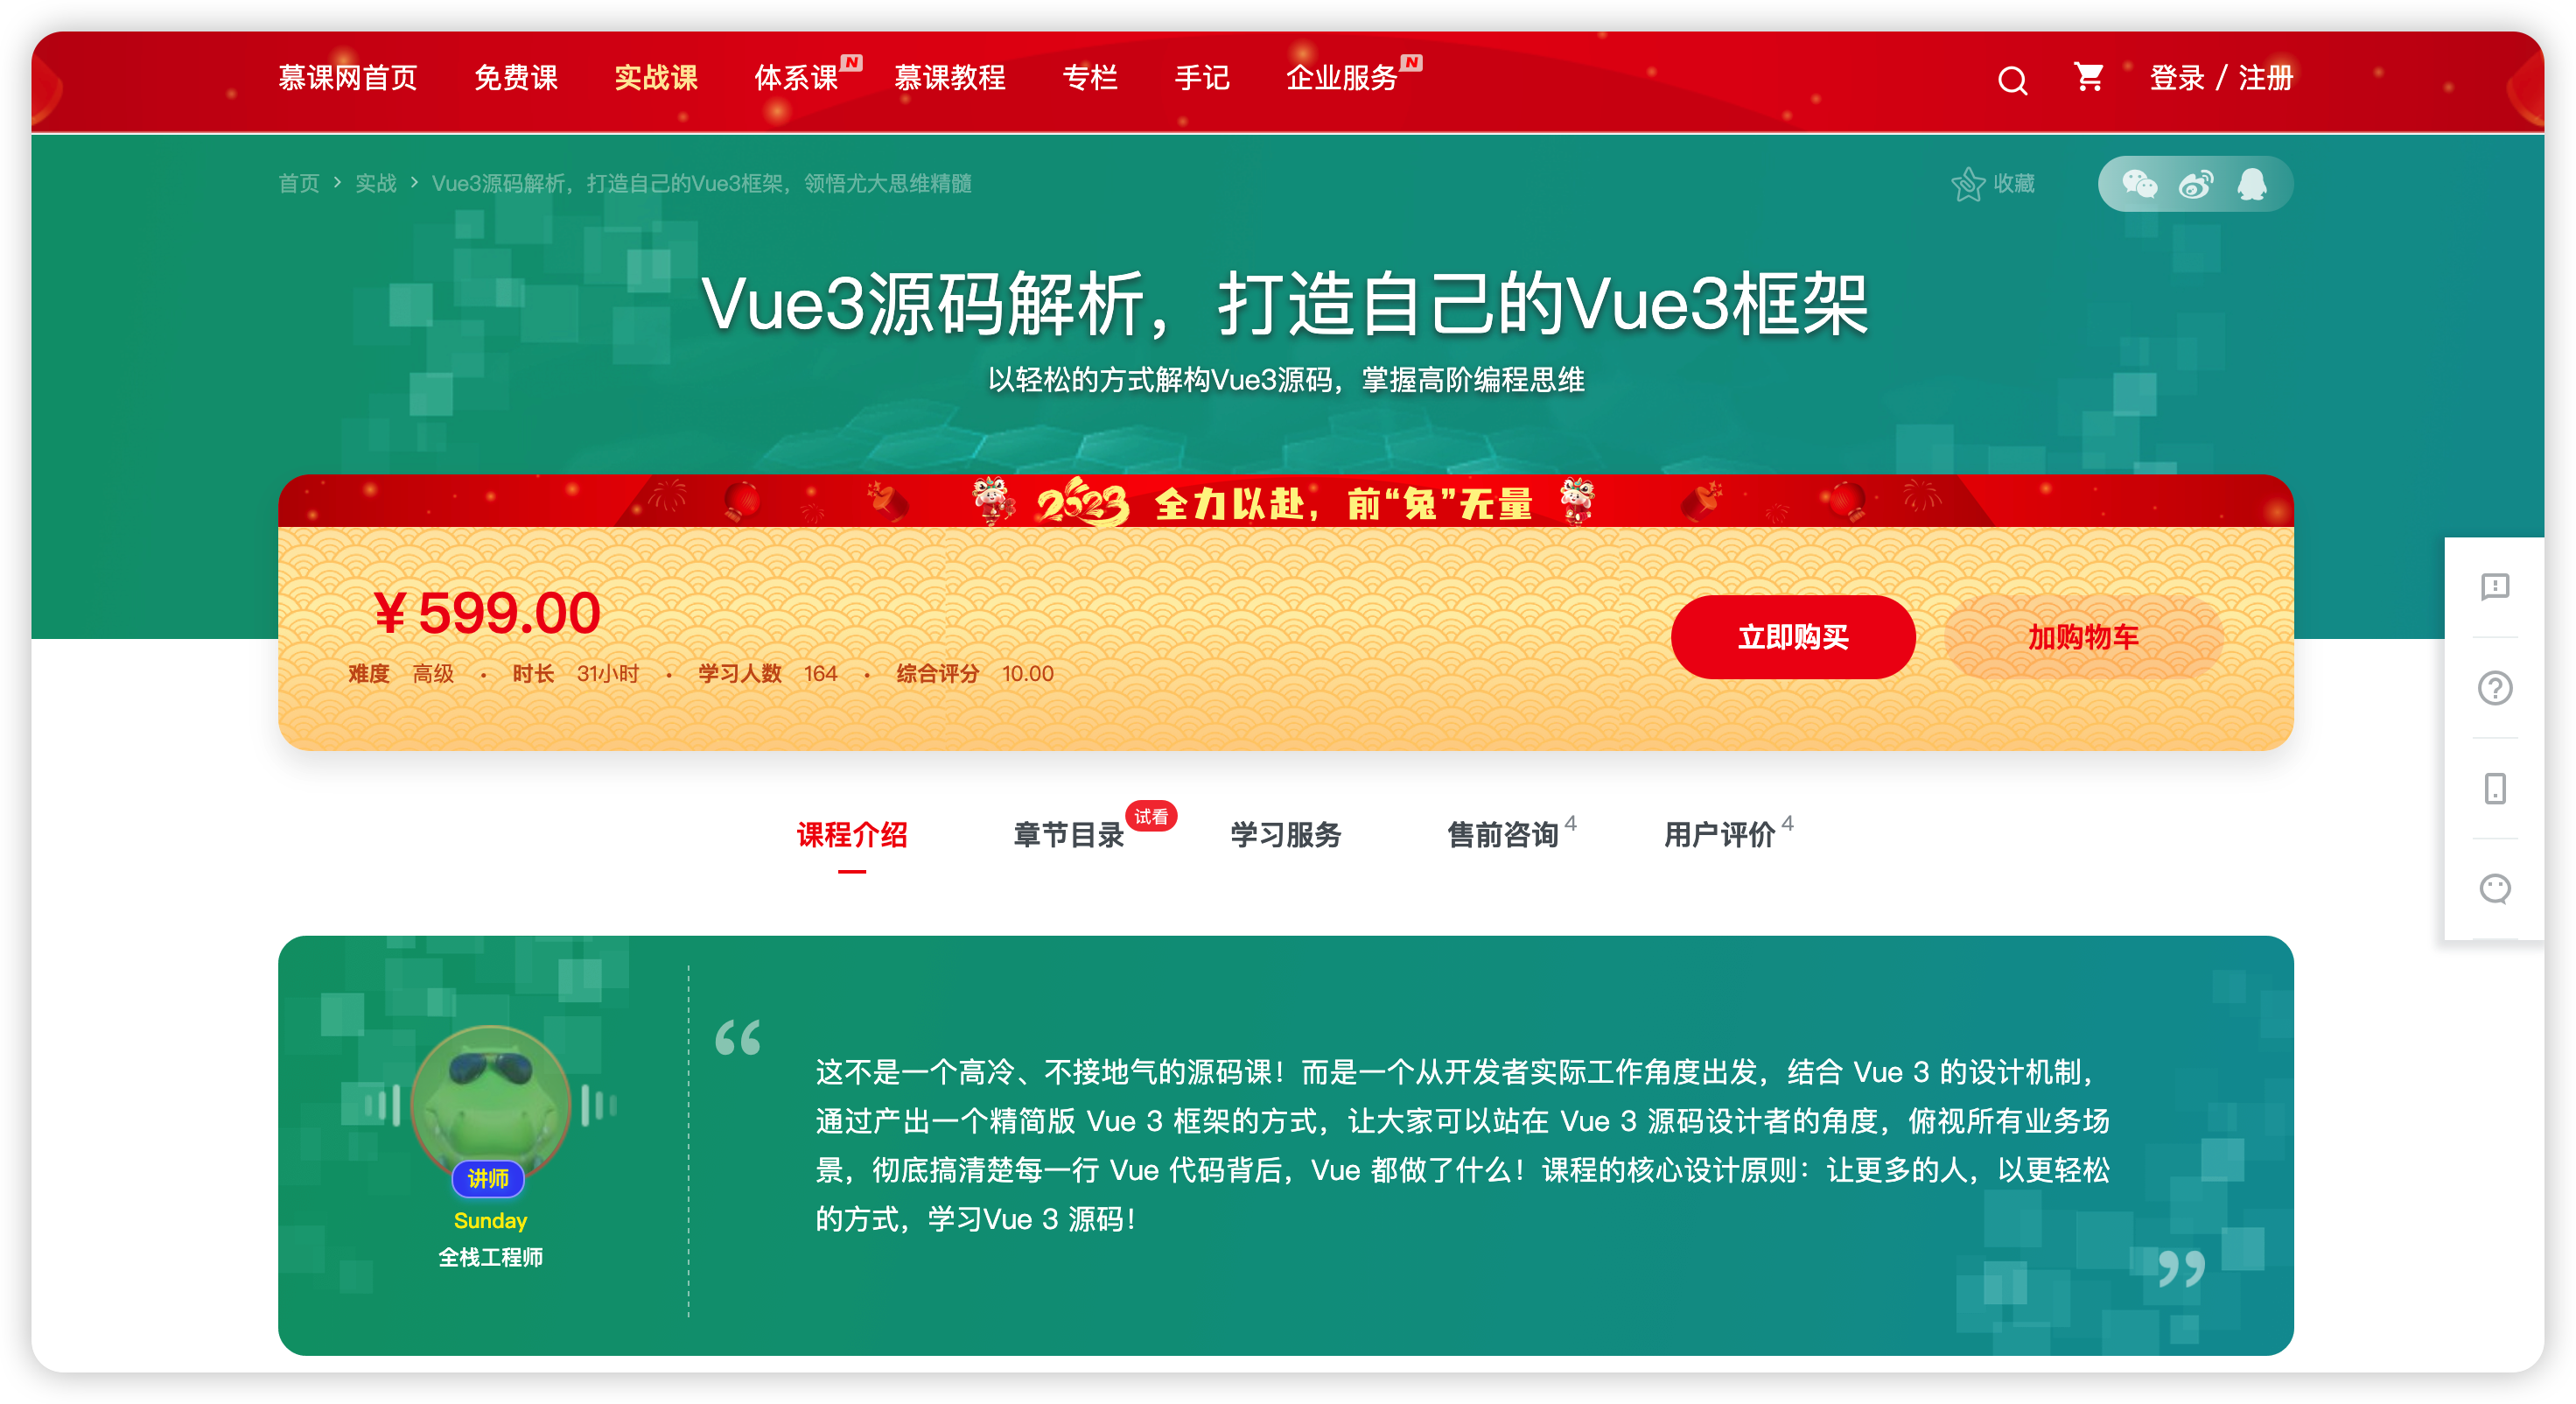 慕课网首页 免费课 实战课 体系课 N 慕课教程 专栏 手记 企业服务 N 登录 / 注册
首页 > 实战 > Vue3源码解析，打造自己的Vue3框架，领悟尤大思维精髓 收藏
Vue3源码解析，打造自己的Vue3框架
以轻松的方式解构Vue3源码，掌握高阶编程思维
2023 全力以赴，前“兔”无量
￥599.00
立即购买 加购物车
难度 高级 · 时长 31小时 · 学习人数 164 · 综合评分 10.00
课程介绍 章节目录 试看 学习服务 售前咨询 4 用户评价 4
“
这不是一个高冷、不接地气的源码课！而是一个从开发者实际工作角度出发，结合 Vue 3 的设计机制，
通过产出一个精简版 Vue 3 框架的方式，让大家可以站在 Vue 3 源码设计者的角度，俯视所有业务场
景，彻底搞清楚每一行 Vue 代码背后，Vue 都做了什么！课程的核心设计原则：让更多的人，以更轻松
的方式，学习Vue 3 源码！
”
讲师
Sunday
全栈工程师